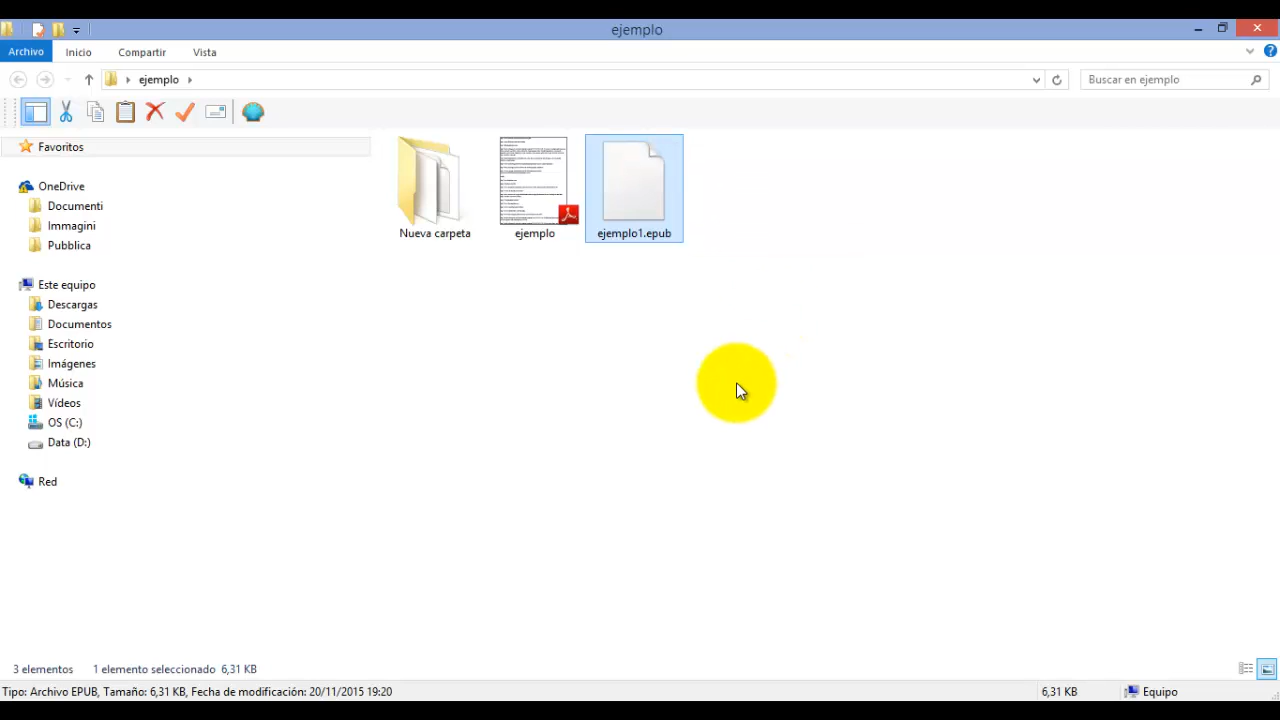 ejemplo
Archivo Inicio Compartir Vista
ejemplo
Buscar en ejemplo
Favoritos
OneDrive
Documenti
Immagini
Pubblica
Este equipo
Descargas
Documentos
Escritorio
Imágenes
Música
Vídeos
OS (C:)
Data (D:)
Red
Nueva carpeta
ejemplo
ejemplo1.epub
3 elementos 1 elemento seleccionado 6,31 KB
Tipo: Archivo EPUB, Tamaño: 6,31 KB, Fecha de modificación: 20/11/2015 19:20
6,31 KB
Equipo